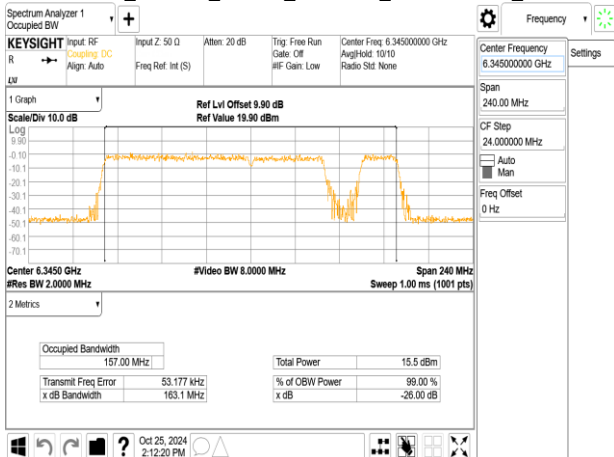 Spectrum Analyzer 1
Occupied BW
+
Frequency
KEYSIGHT
R
LXI
Input: RF
Coupling: DC
Align: Auto
Input Z: 50 Ω
Freq Ref: Int (S)
Atten: 20 dB
Trig: Free Run
Gate: Off
#IF Gain: Low
Center Freq: 6.345000000 GHz
Avg|Hold: 10/10
Radio Std: None
Center Frequency
6.345000000 GHz
Settings
Span
240.00 MHz
CF Step
24.000000 MHz
Auto
Man
Freq Offset
0 Hz
1 Graph
Scale/Div 10.0 dB
Ref Lvl Offset 9.90 dB
Ref Value 19.90 dBm
Log
9.90
-0.10
-10.1
-20.1
-30.1
-40.1
-50.1
-60.1
-70.1
Center 6.3450 GHz
#Video BW 8.0000 MHz
Span 240 MHz
#Res BW 2.0000 MHz
Sweep 1.00 ms (1001 pts)
2 Metrics
Occupied Bandwidth
157.00 MHz
Total Power 15.5 dBm
Transmit Freq Error 53.177 kHz
% of OBW Power 99.00 %
x dB Bandwidth 163.1 MHz
x dB -26.00 dB
?
Oct 25, 2024
2:12:20 PM